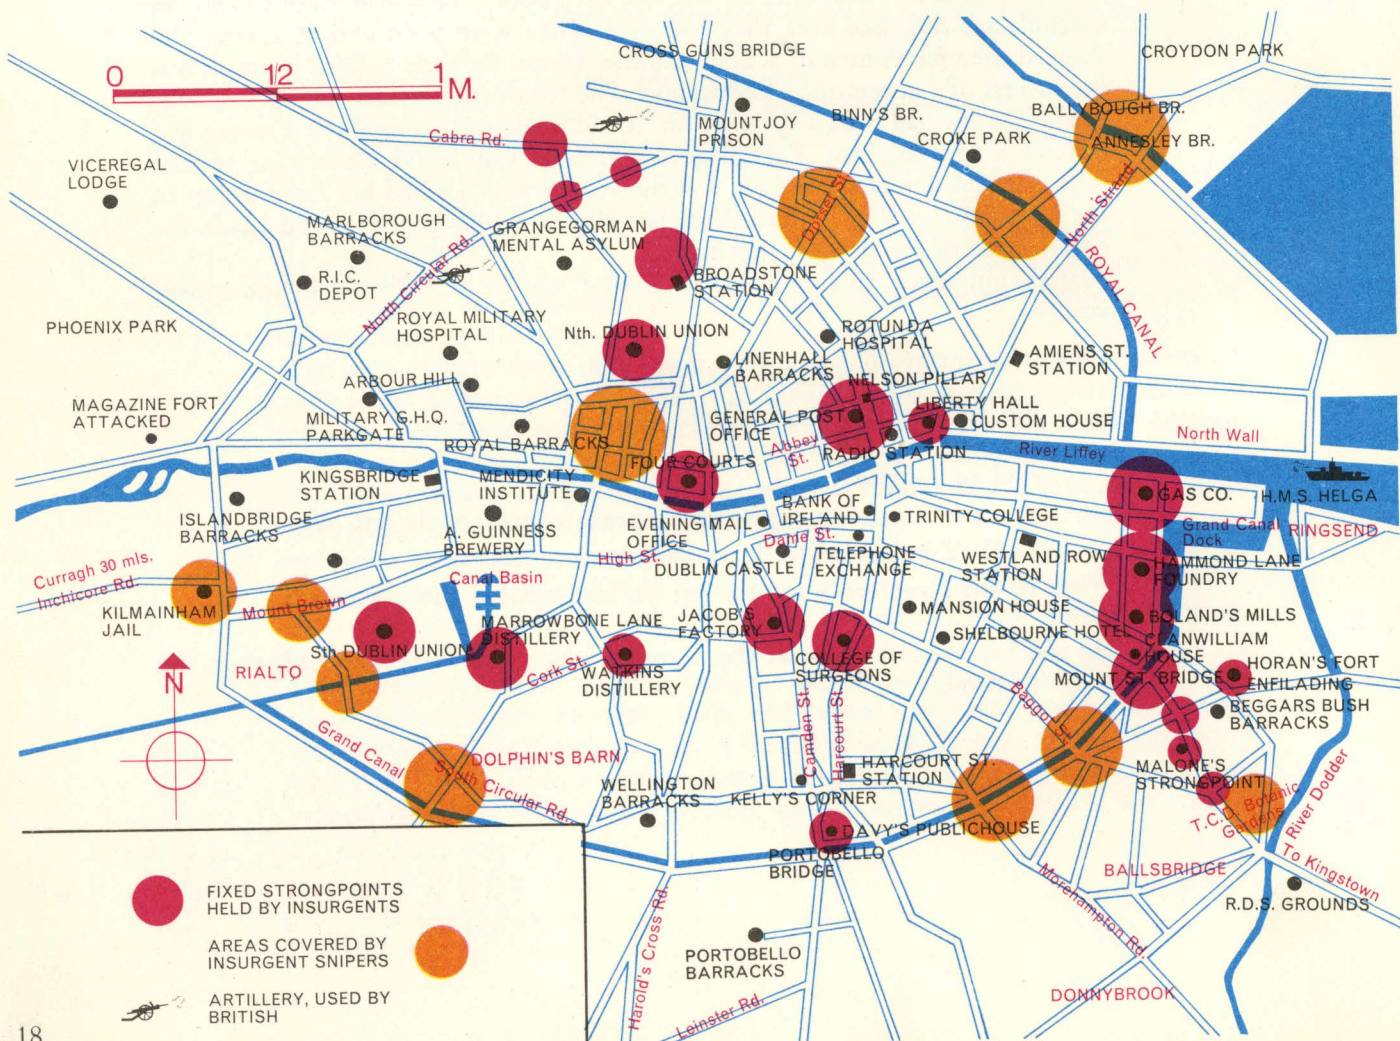 CROSS GUNS BRIDGE
CROYDON PARK
0
1/2
1
M.
MOUNTJOY
PRISON
BINN'S BR.
BALLYBOUGH BR.
CROKE PARK
ANNESLEY BR.
Cabra Rd.
VICEREGAL
LODGE
Dorset St.
North Strand
MARLBOROUGH
BARRACKS
GRANGEGORMAN
MENTAL ASYLUM
North Circular Rd.
R.I.C.
DEPOT
BROADSTONE
STATION
ROYAL CANAL
PHOENIX PARK
ROYAL MILITARY
HOSPITAL
Nth. DUBLIN UNION
ROTUNDA
HOSPITAL
LINENHALL
BARRACKS
AMIENS ST.
STATION
ARBOUR HILL
NELSON PILLAR
MAGAZINE FORT
ATTACKED
MILITARY G.H.Q.
PARKGATE
GENERAL POST
OFFICE
LIBERTY HALL
CUSTOM HOUSE
ROYAL BARRACKS
Abbey
St.
RADIO STATION
River Liffey
North Wall
FOUR COURTS
KINGSBRIDGE
STATION
MENDICITY
INSTITUTE
GAS CO.
H.M.S. HELGA
ISLANDBRIDGE
BARRACKS
A. GUINNESS
BREWERY
EVENING MAIL
OFFICE
BANK OF
IRELAND
TRINITY COLLEGE
Grand Canal
Dock
RINGSEND
Dame St.
High St.
DUBLIN CASTLE
TELEPHONE
EXCHANGE
WESTLAND ROW
STATION
HAMMOND LANE
FOUNDRY
Curragh 30 mls.
Inchicore Rd.
Canal Basin
KILMAINHAM
JAIL
Mount Brown
MARROWBONE LANE
DISTILLERY
JACOB'S
FACTORY
MANSION HOUSE
BOLAND'S MILLS
SHELBOURNE HOTEL
CLANWILLIAM
HOUSE
Sth DUBLIN UNION
RIALTO
Cork St.
WATKINS
DISTILLERY
COLLEGE OF
SURGEONS
MOUNT ST. BRIDGE
HORAN'S FORT
ENFILADING
N
Baggot St.
BEGGARS BUSH
BARRACKS
Grand Canal
DOLPHIN'S BARN
South Circular Rd.
Camden St.
Harcourt St.
HARCOURT ST.
STATION
MALONE'S
STRONGPOINT
WELLINGTON
BARRACKS
KELLY'S CORNER
T.C.D. Botanic
Gardens
River Dodder
DAVY'S PUBLICHOUSE
PORTOBELLO
BRIDGE
To Kingstown
BALLSBRIDGE
Morehampton Rd.
R.D.S. GROUNDS
Harold's Cross Rd.
PORTOBELLO
BARRACKS
Leinster Rd.
DONNYBROOK
FIXED STRONGPOINTS
HELD BY INSURGENTS
AREAS COVERED BY
INSURGENT SNIPERS
ARTILLERY, USED BY
BRITISH
18